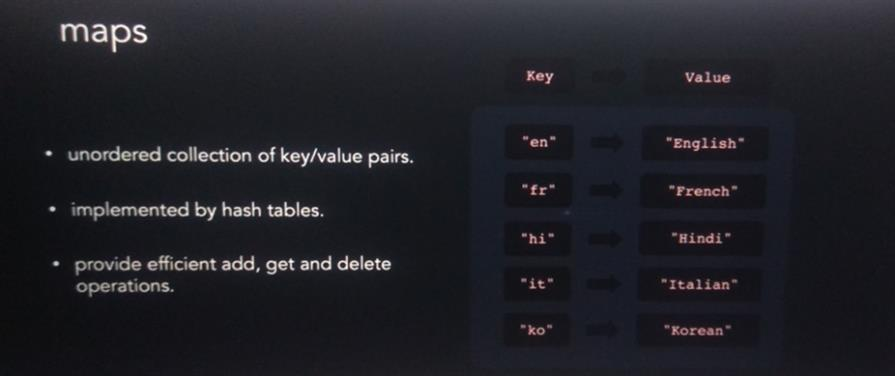 maps
• unordered collection of key/value pairs.
• implemented by hash tables.
• provide efficient add, get and delete
operations.
Key Value
"en" "English"
"fr" "French"
"hi" "Hindi"
"it" "Italian"
"ko" "Korean"